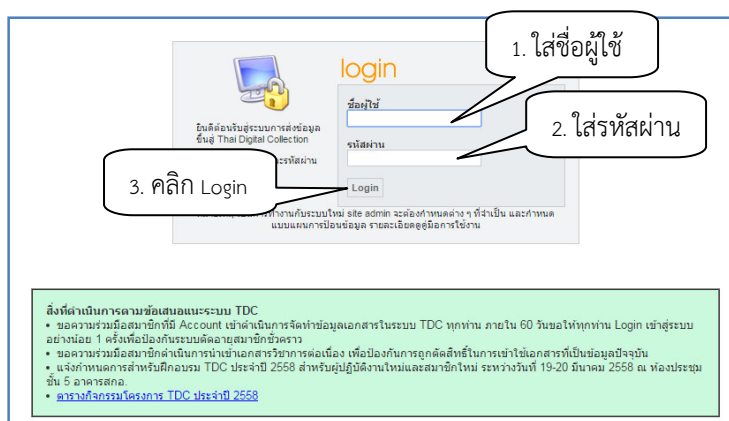 1. ใส่ชื่อผู้ใช้
login
ชื่อผู้ใช้
ยินดีต้อนรับสู่ระบบการส่งข้อมูล
ขึ้นสู่ Thai Digital Collection
2. ใส่รหัสผ่าน
รหัสผ่าน
ะรหัสผ่าน
3. คลิก Login
Login
ทำงานกับระบบใหม่ site admin จะต้องกำหนดต่าง ๆ ที่จำเป็น และกำหนด
แบบแผนการป้อนข้อมูล รายละเอียดดูคู่มือการใช้งาน
สิ่งที่ดำเนินการตามข้อเสนอแนะระบบ TDC
• ขอความร่วมมือสมาชิกที่มี Account เข้าดำเนินการจัดทำข้อมูลเอกสารในระบบ TDC ทุกท่าน ภายใน 60 วันขอให้ทุกท่าน Login เข้าสู่ระบบ
อย่างน้อย 1 ครั้งเพื่อป้องกันระบบตัดอายุสมาชิกชั่วคราว
• ขอความร่วมมือสมาชิกดำเนินการนำเข้าเอกสารวิชาการต่อเนื่อง เพื่อป้องกันการถูกตัดสิทธิ์ในการเข้าใช้เอกสารที่เป็นข้อมูลปัจจุบัน
• แจ้งกำหนดการสำหรับฝึกอบรม TDC ประจำปี 2558 สำหรับผู้ปฏิบัติงานใหม่และสมาชิกใหม่ ระหว่างวันที่ 19-20 มีนาคม 2558 ณ ห้องประชุม
ชั้น 5 อาคารสกอ.
• ตารางกิจกรรมโครงการ TDC ประจำปี 2558